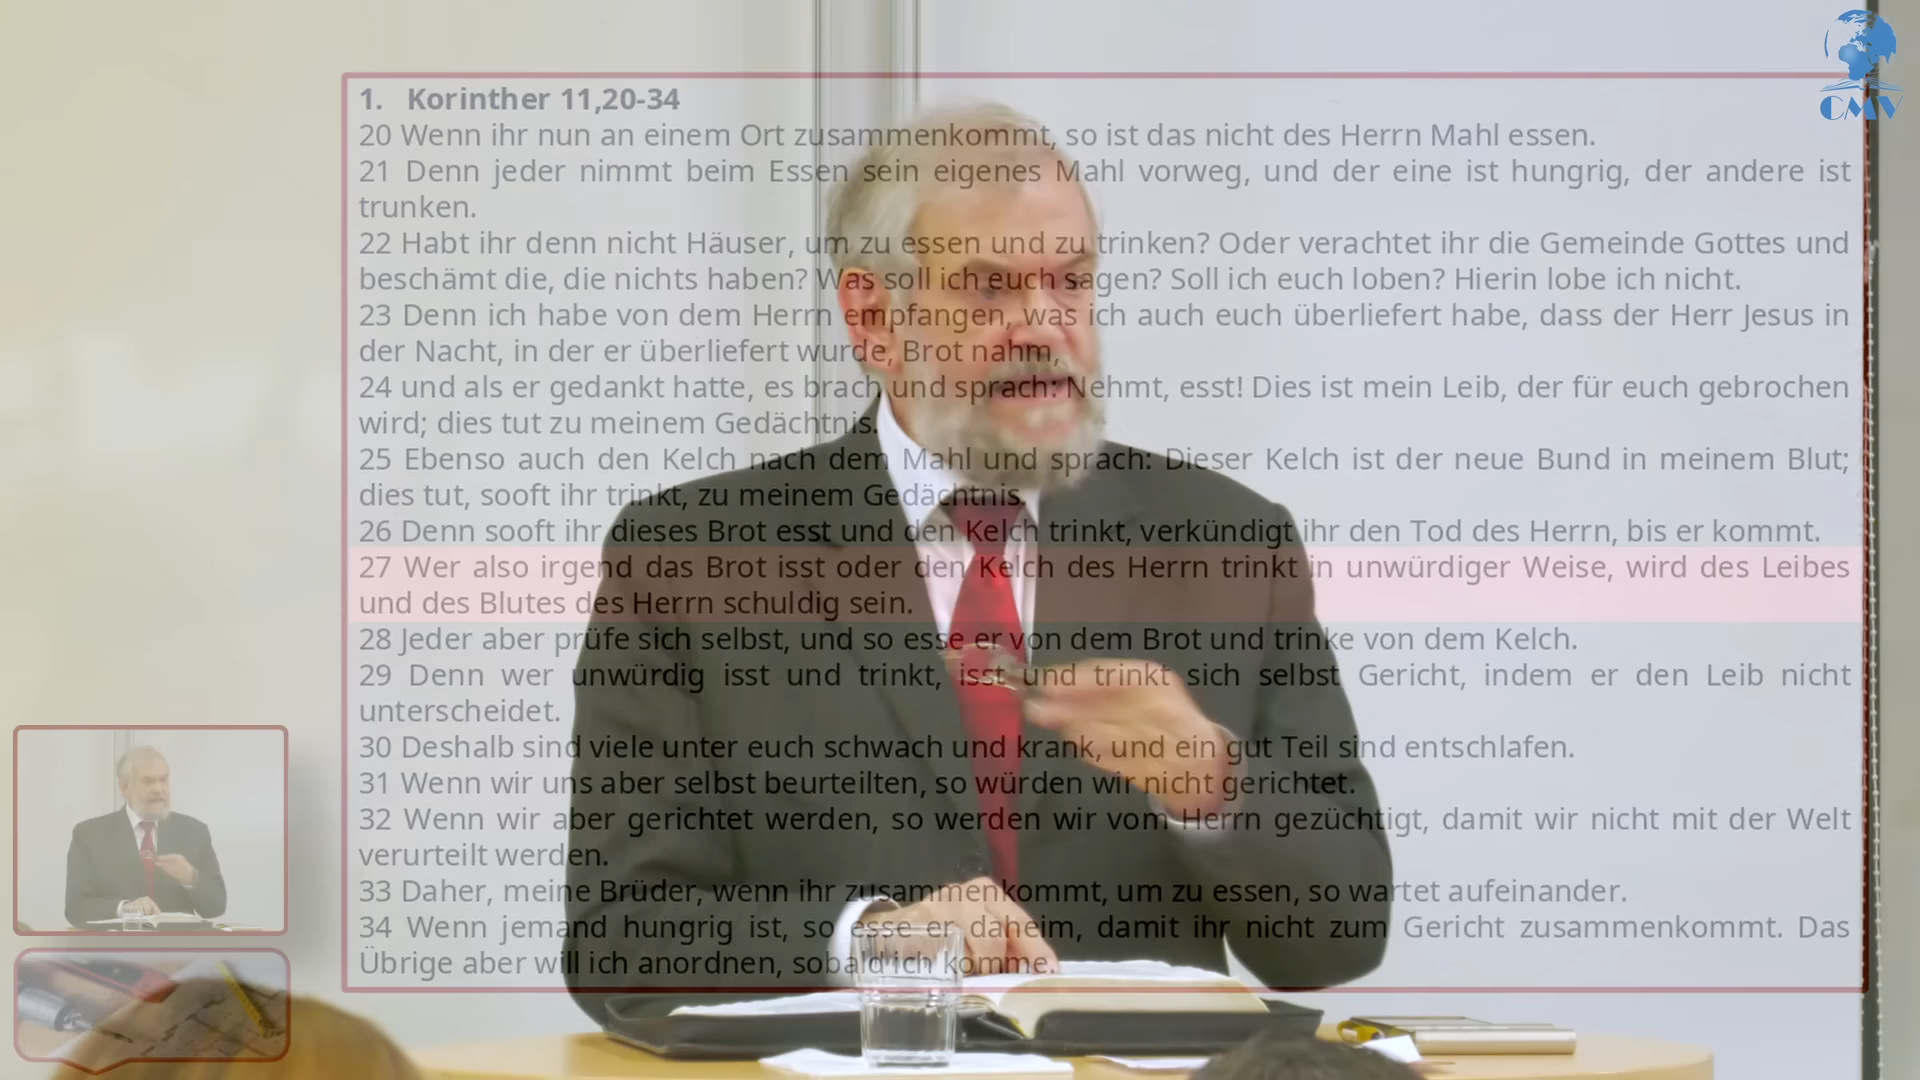 CMV
1. Korinther 11,20-34
20 Wenn ihr nun an einem Ort zusammenkommt, so ist das nicht des Herrn Mahl essen.
21 Denn jeder nimmt beim Essen sein eigenes Mahl vorweg, und der eine ist hungrig, der andere ist
trunken.
22 Habt ihr denn nicht Häuser, um zu essen und zu trinken? Oder verachtet ihr die Gemeinde Gottes und
beschämt die, die nichts haben? Was soll ich euch sagen? Soll ich euch loben? Hierin lobe ich nicht.
23 Denn ich habe von dem Herrn empfangen, was ich auch euch überliefert habe, dass der Herr Jesus in
der Nacht, in der er überliefert wurde, Brot nahm,
24 und als er gedankt hatte, es brach und sprach: Nehmt, esst! Dies ist mein Leib, der für euch gebrochen
wird; dies tut zu meinem Gedächtnis.
25 Ebenso auch den Kelch nach dem Mahl und sprach: Dieser Kelch ist der neue Bund in meinem Blut;
dies tut, sooft ihr trinkt, zu meinem Gedächtnis.
26 Denn sooft ihr dieses Brot esst und den Kelch trinkt, verkündigt ihr den Tod des Herrn, bis er kommt.
27 Wer also irgend das Brot isst oder den Kelch des Herrn trinkt in unwürdiger Weise, wird des Leibes
und des Blutes des Herrn schuldig sein.
28 Jeder aber prüfe sich selbst, und so esse er von dem Brot und trinke von dem Kelch.
29 Denn wer unwürdig isst und trinkt, isst und trinkt sich selbst Gericht, indem er den Leib nicht
unterscheidet.
30 Deshalb sind viele unter euch schwach und krank, und ein gut Teil sind entschlafen.
31 Wenn wir uns aber selbst beurteilten, so würden wir nicht gerichtet.
32 Wenn wir aber gerichtet werden, so werden wir vom Herrn gezüchtigt, damit wir nicht mit der Welt
verurteilt werden.
33 Daher, meine Brüder, wenn ihr zusammenkommt, um zu essen, so wartet aufeinander.
34 Wenn jemand hungrig ist, so esse er daheim, damit ihr nicht zum Gericht zusammenkommt. Das
Übrige aber will ich anordnen, sobald ich komme.